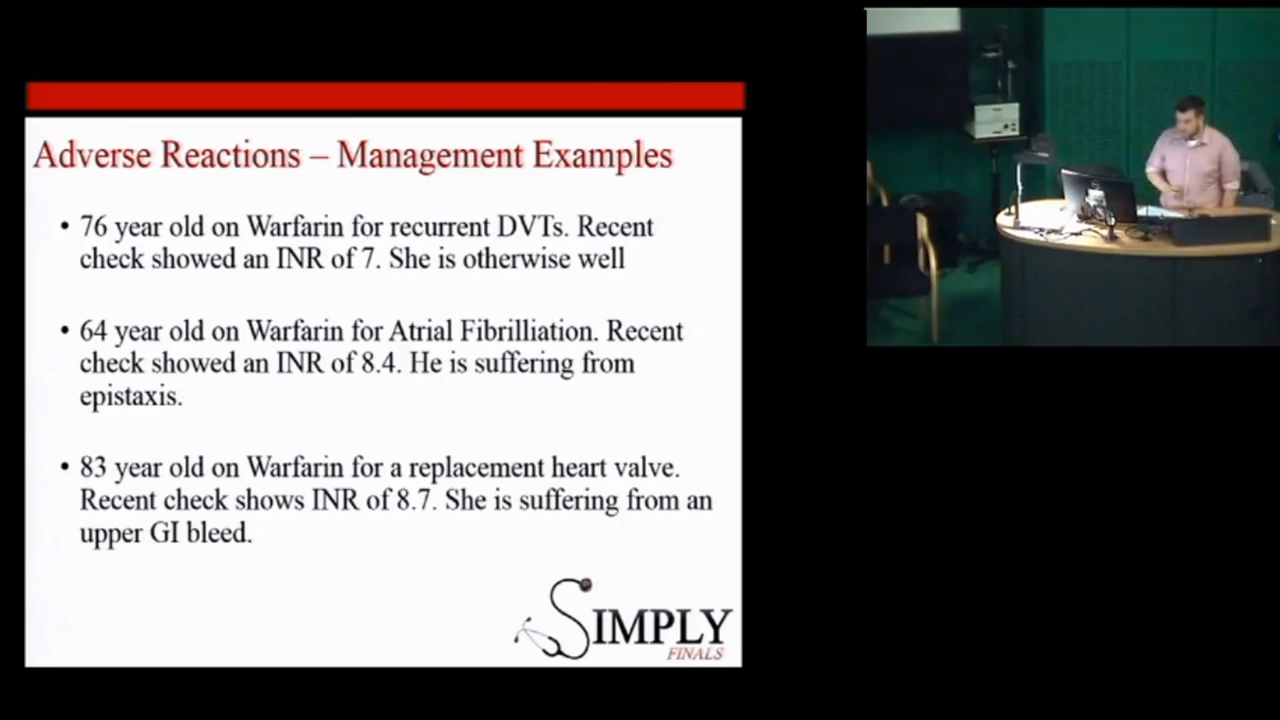 Adverse Reactions – Management Examples
• 76 year old on Warfarin for recurrent DVTs. Recent
check showed an INR of 7. She is otherwise well
• 64 year old on Warfarin for Atrial Fibrilliation. Recent
check showed an INR of 8.4. He is suffering from
epistaxis.
• 83 year old on Warfarin for a replacement heart valve.
Recent check shows INR of 8.7. She is suffering from an
upper GI bleed.
SIMPLY
FINALS